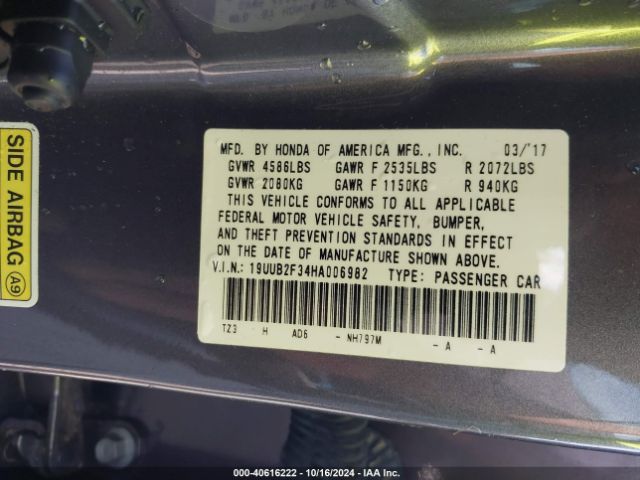 SIDE AIRBAG A9
MFD. BY HONDA OF AMERICA MFG., INC. 03/'17
GVWR 4586LBS GAWR F 2535LBS R 2072LBS
GVWR 2080KG GAWR F 1150KG R 940KG
THIS VEHICLE CONFORMS TO ALL APPLICABLE
FEDERAL MOTOR VEHICLE SAFETY, BUMPER,
AND THEFT PREVENTION STANDARDS IN EFFECT
ON THE DATE OF MANUFACTURE SHOWN ABOVE.
V.I.N.: 19UUB2F34HA006982 TYPE: PASSENGER CAR
TZ3 H AD6 - NH797M - A - A
000-40616222 - 10/16/2024 - IAA Inc.